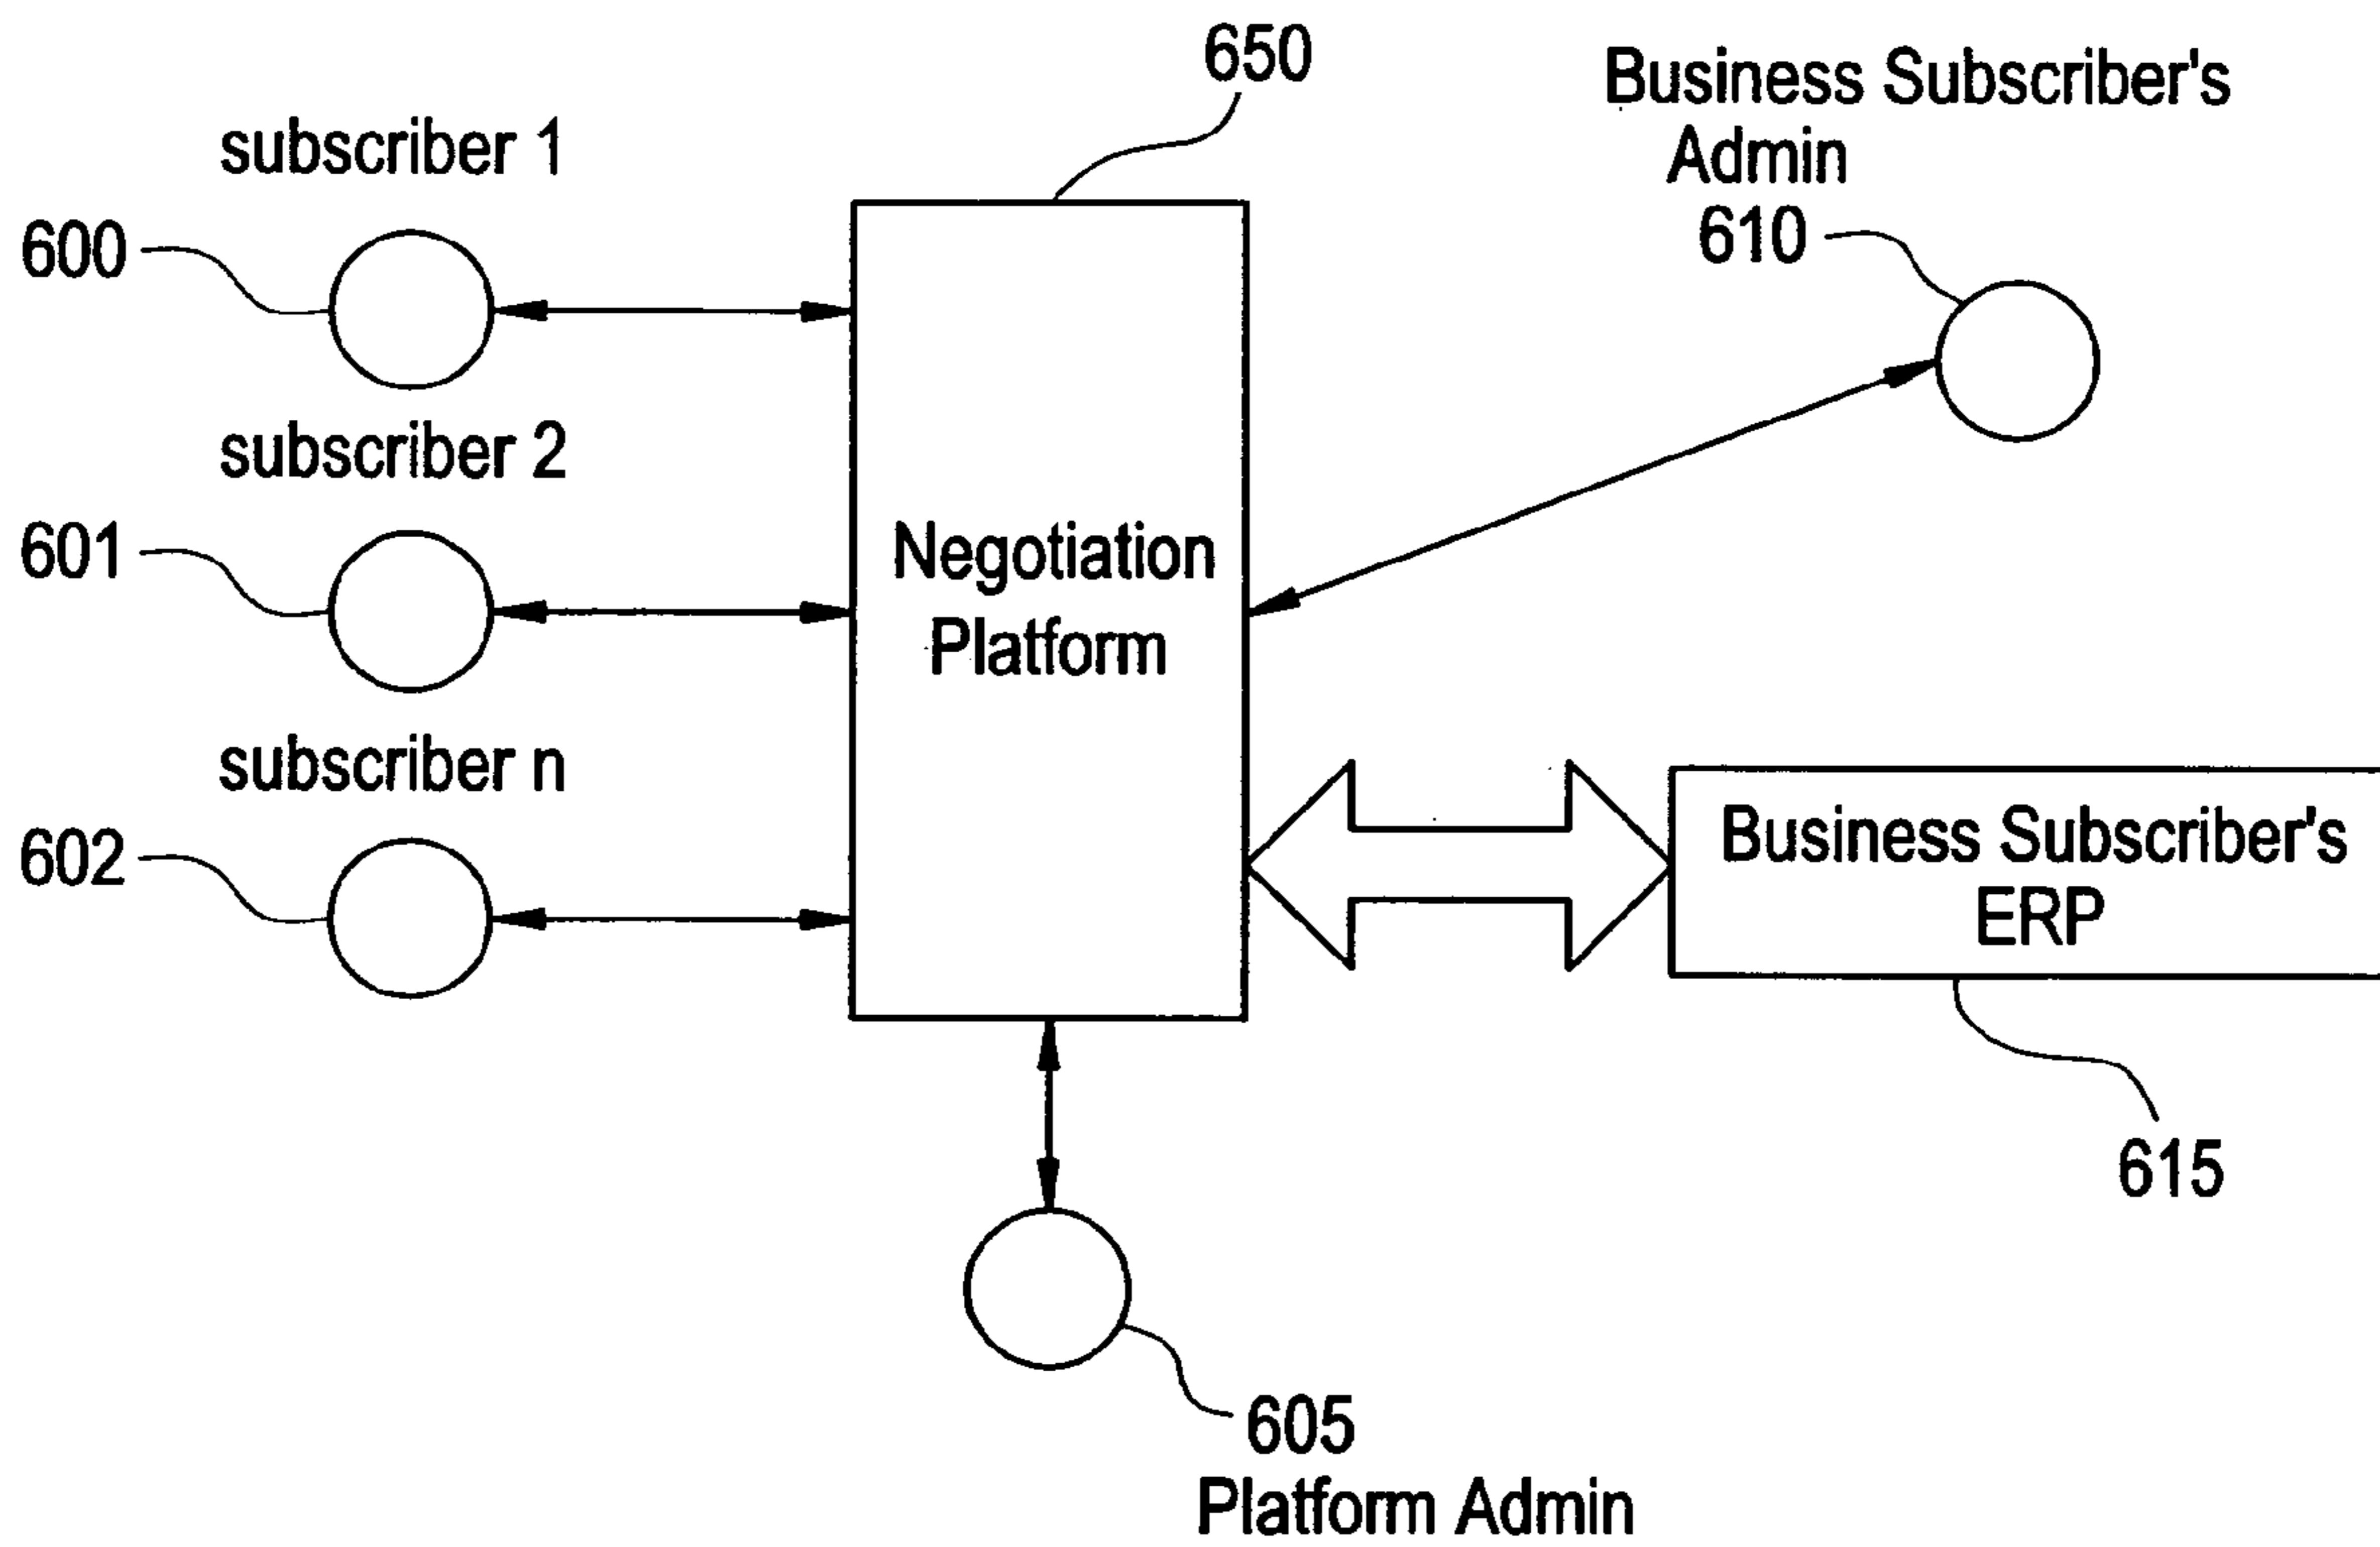 650
Business Subscriber's
Admin
610
subscriber 1
600
subscriber 2
601
Negotiation
Platform
subscriber n
602
Business Subscriber's
ERP
615
605
Platform Admin